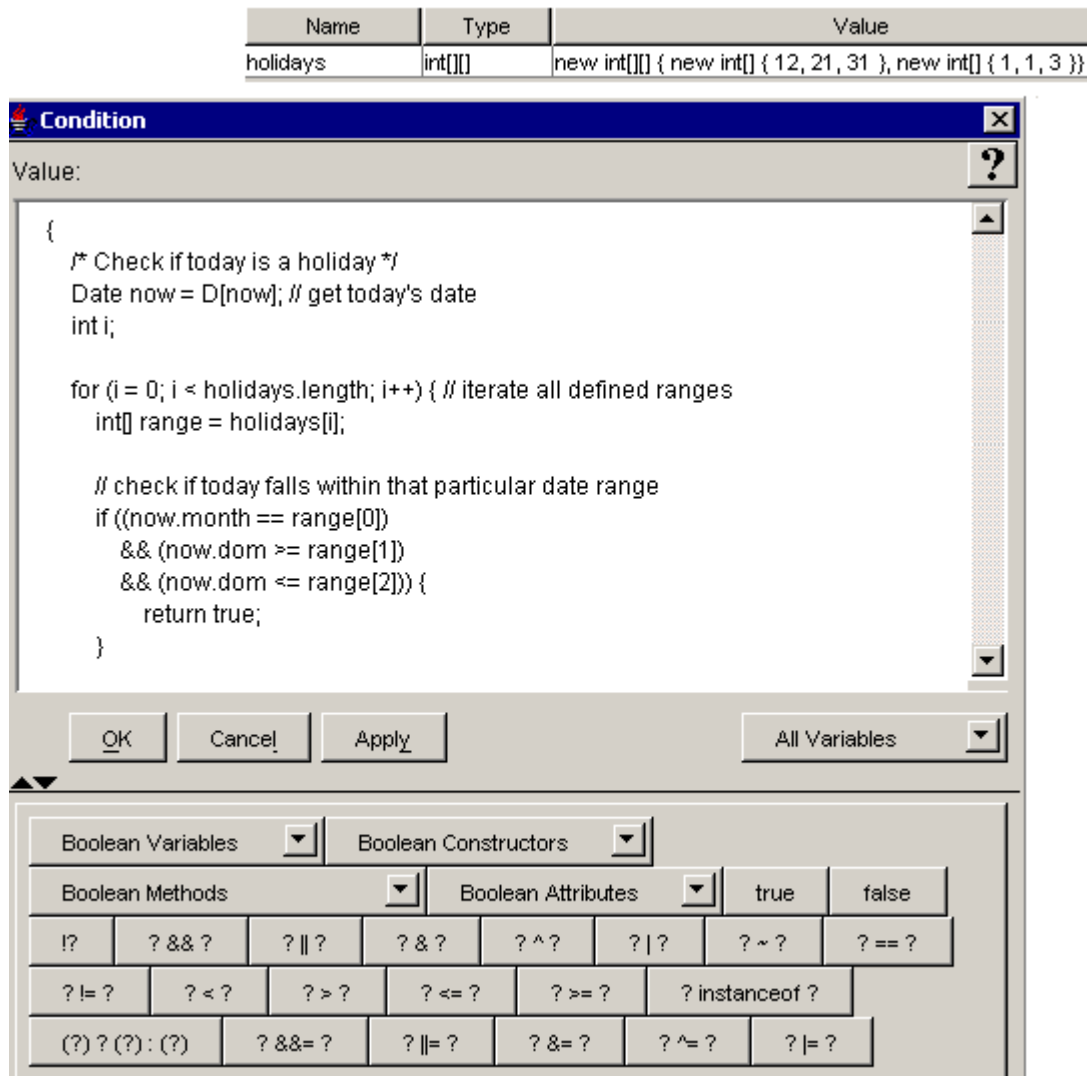 Name Type Value
holidays int[][] new int[][] { new int[] { 12, 21, 31 }, new int[] { 1, 1, 3 }}
Condition
Value:
?
{
/* Check if today is a holiday */
Date now = D[now]; // get today's date
int i;
for (i = 0; i < holidays.length; i++) { // iterate all defined ranges
int[] range = holidays[i];
// check if today falls within that particular date range
if ((now.month == range[0])
&& (now.dom >= range[1])
&& (now.dom <= range[2])) {
return true;
}
OK Cancel Apply All Variables
Boolean Variables Boolean Constructors
Boolean Methods Boolean Attributes true false
!? ? && ? ? || ? ? & ? ? ^ ? ? | ? ? ~ ? ? == ?
? != ? ? < ? ? > ? ? <= ? ? >= ? ? instanceof ?
(?) ? (?) : (?) ? &&= ? ? ||= ? ? &= ? ? ^= ? ? |= ?